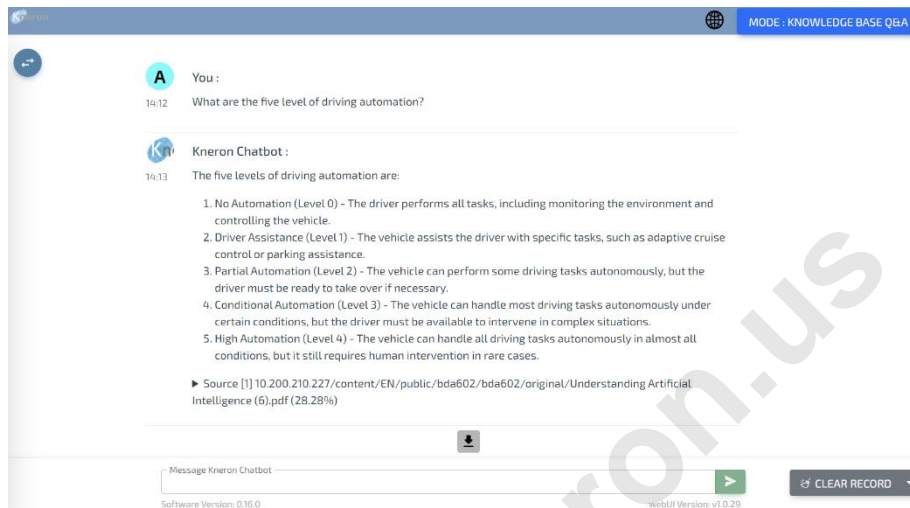 Kneron
MODE : KNOWLEDGE BASE Q&A
A
You :
14:12
What are the five level of driving automation?
Kneron Chatbot :
14:13
The five levels of driving automation are:
1. No Automation (Level 0) - The driver performs all tasks, including monitoring the environment and
controlling the vehicle.
2. Driver Assistance (Level 1) - The vehicle assists the driver with specific tasks, such as adaptive cruise
control or parking assistance.
3. Partial Automation (Level 2) - The vehicle can perform some driving tasks autonomously, but the
driver must be ready to take over if necessary.
4. Conditional Automation (Level 3) - The vehicle can handle most driving tasks autonomously under
certain conditions, but the driver must be available to intervene in complex situations.
5. High Automation (Level 4) - The vehicle can handle all driving tasks autonomously in almost all
conditions, but it still requires human intervention in rare cases.
▶ Source [1] 10.200.210.227/content/EN/public/bda602/bda602/original/Understanding Artificial
Intelligence (6).pdf (28.28%)
Message Kneron Chatbot
CLEAR RECORD
Software Version: 0.16.0
webUI Version: v1.0.29
ron.us